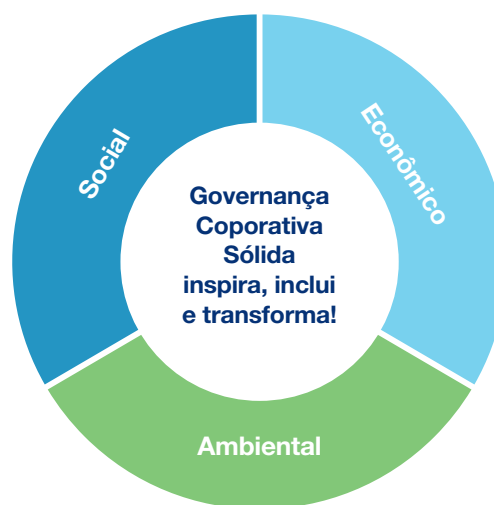 Social
Econômico
Governança
Coporativa
Sólida
inspira, inclui
e transforma!
Ambiental